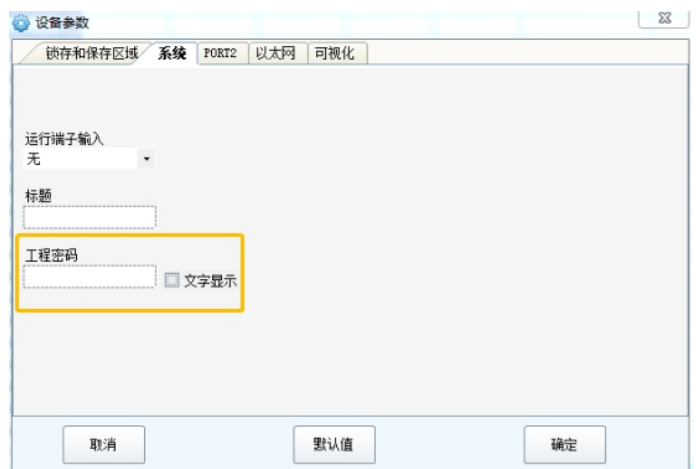 设备参数
锁存和保存区域 系统 PORT2 以太网 可视化
运行端子输入
无
标题
工程密码
文字显示
取消 默认值 确定